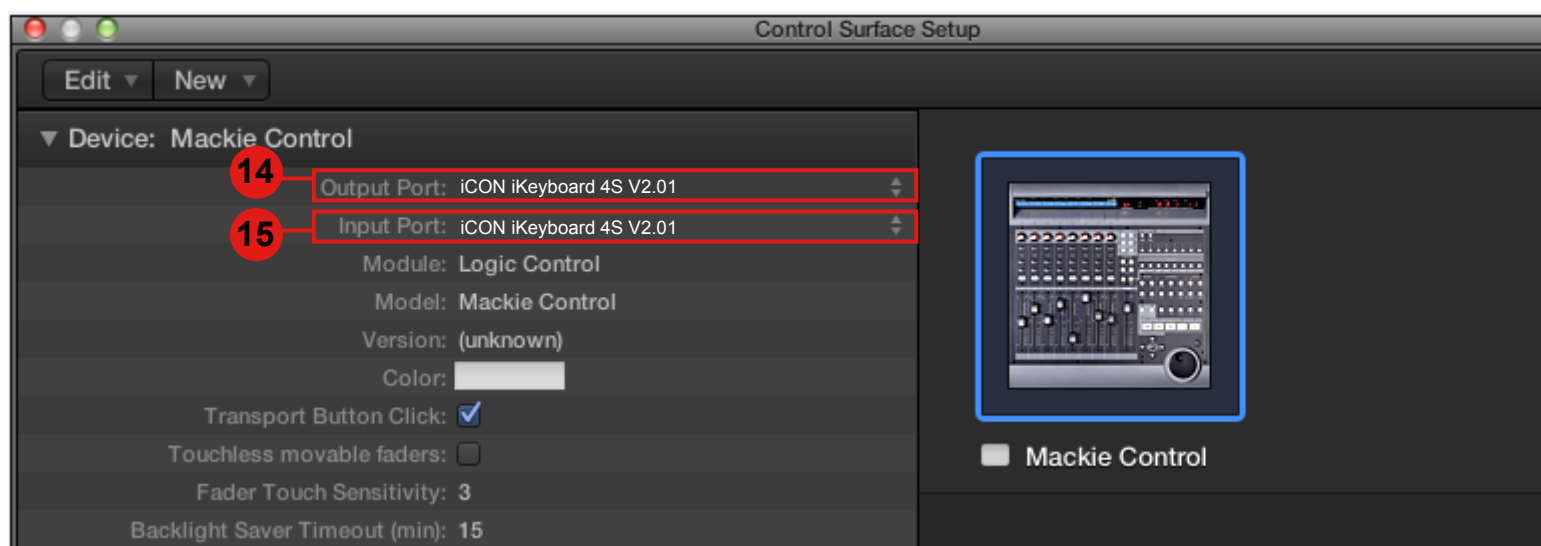 Control Surface Setup
Edit New
Device: Mackie Control
14
Output Port: iCON iKeyboard 4S V2.01
15
Input Port: iCON iKeyboard 4S V2.01
Module: Logic Control
Model: Mackie Control
Version: (unknown)
Color:
Transport Button Click:
Touchless movable faders:
Fader Touch Sensitivity: 3
Backlight Saver Timeout (min): 15
Mackie Control